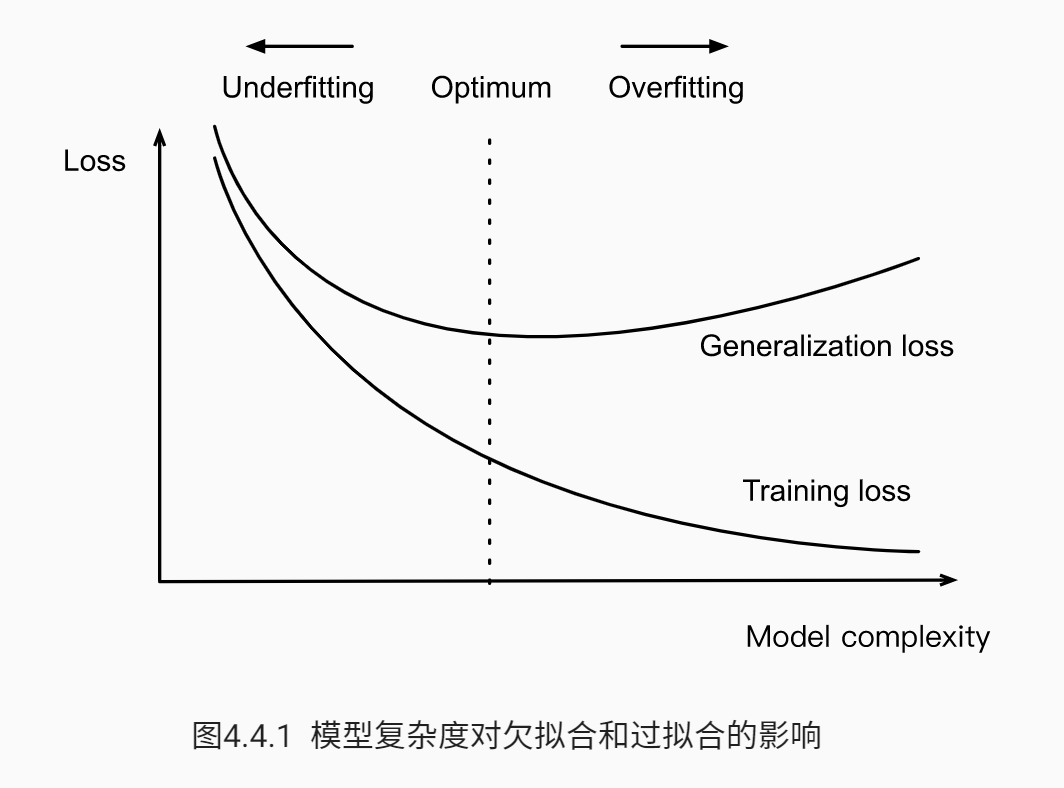 Underfitting Optimum Overfitting
Loss
Generalization loss
Training loss
Model complexity
图4.4.1 模型复杂度对欠拟合和过拟合的影响